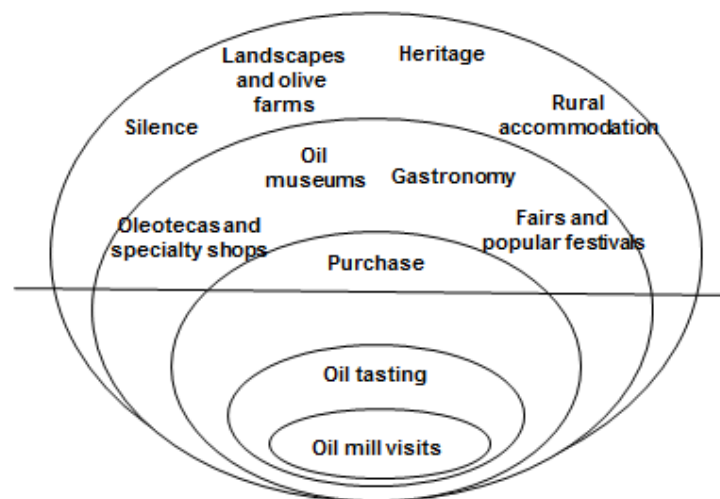 Landscapes
and olive
farms
Heritage
Silence
Rural
accommodation
Oil
museums
Gastronomy
Oleotecas and
specialty shops
Fairs and
popular festivals
Purchase
Oil tasting
Oil mill visits